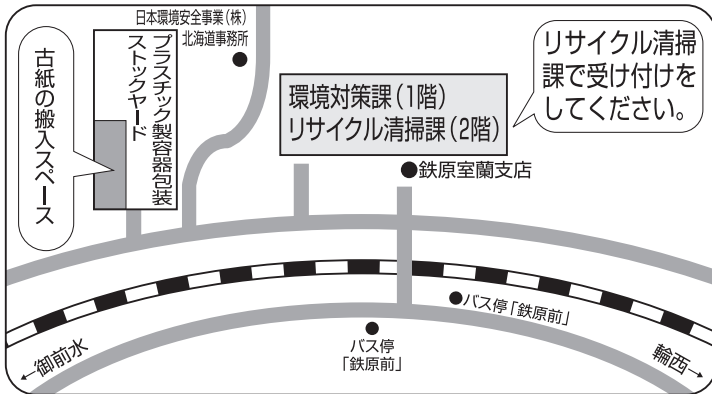 日本環境安全事業(株)
北海道事務所
プラスチック製容器包装
ストックヤード
古紙の搬入スペース
環境対策課(1階)
リサイクル清掃課(2階)
リサイクル清掃
課で受け付けを
してください。
鉄原室蘭支店
バス停「鉄原前」
バス停
「鉄原前」
←御前水
輪西→